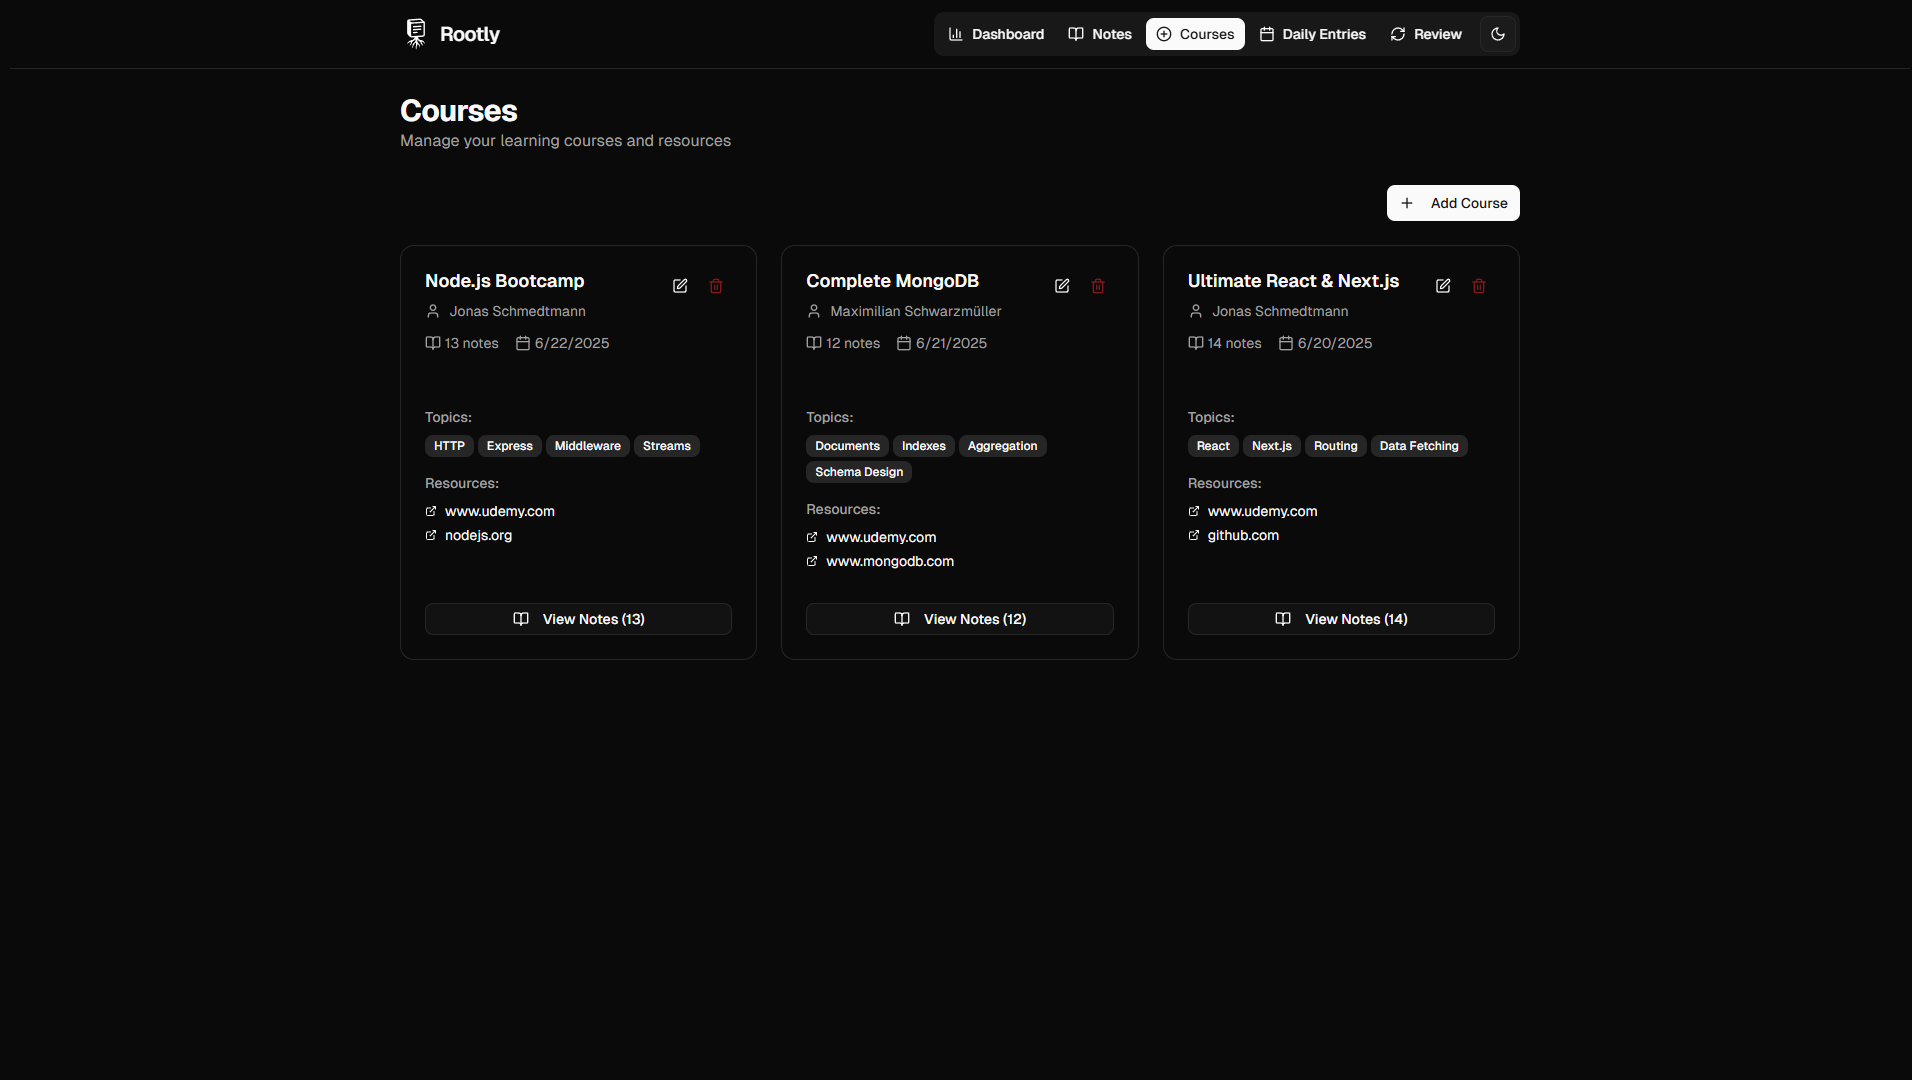 Rootly
Dashboard Notes Courses Daily Entries Review
Courses
Manage your learning courses and resources
Add Course
Node.js Bootcamp
Jonas Schmedtmann
13 notes 6/22/2025
Topics:
HTTP Express Middleware Streams
Resources:
www.udemy.com
nodejs.org
View Notes (13)
Complete MongoDB
Maximilian Schwarzmüller
12 notes 6/21/2025
Topics:
Documents Indexes Aggregation
Schema Design
Resources:
www.udemy.com
www.mongodb.com
View Notes (12)
Ultimate React & Next.js
Jonas Schmedtmann
14 notes 6/20/2025
Topics:
React Next.js Routing Data Fetching
Resources:
www.udemy.com
github.com
View Notes (14)